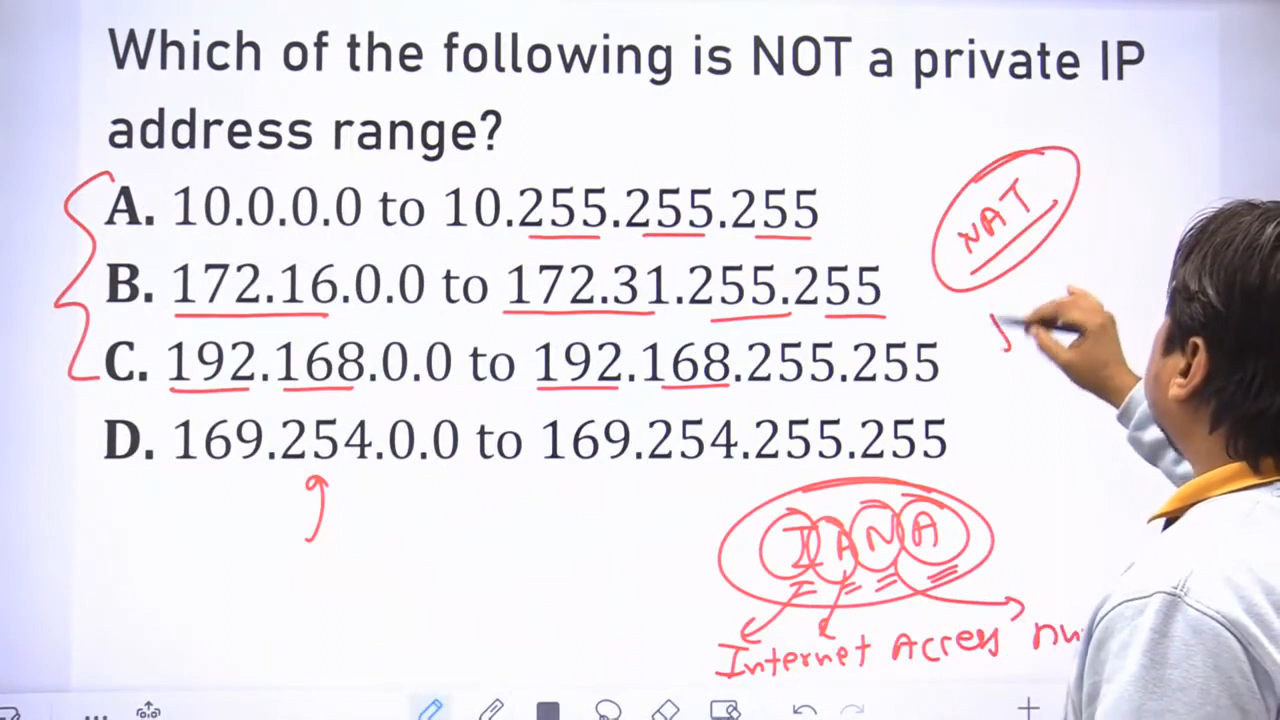 Which of the following is NOT a private IP
address range?
A. 10.0.0.0 to 10.255.255.255
B. 172.16.0.0 to 172.31.255.255
C. 192.168.0.0 to 192.168.255.255
D. 169.254.0.0 to 169.254.255.255
NAT
IANA
Internet Access nu